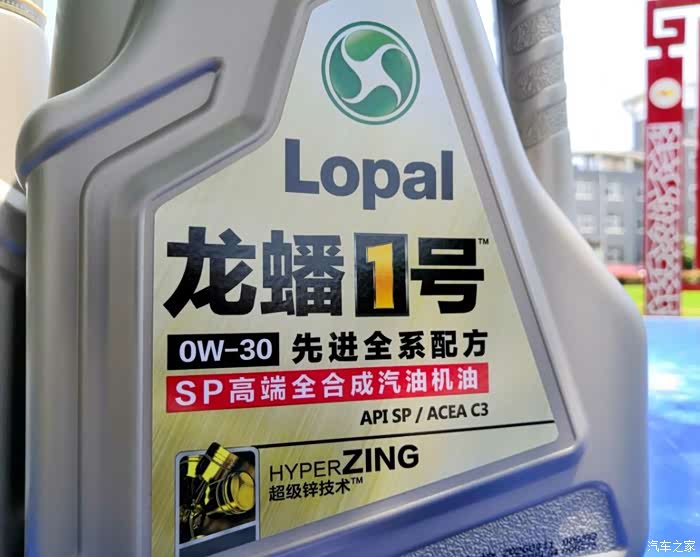 Lopal
龙蟠1号™
0W-30 先进全系配方
SP高端全合成汽油机油
API SP / ACEA C3
HYPERZING
超级锌技术™
汽车之家